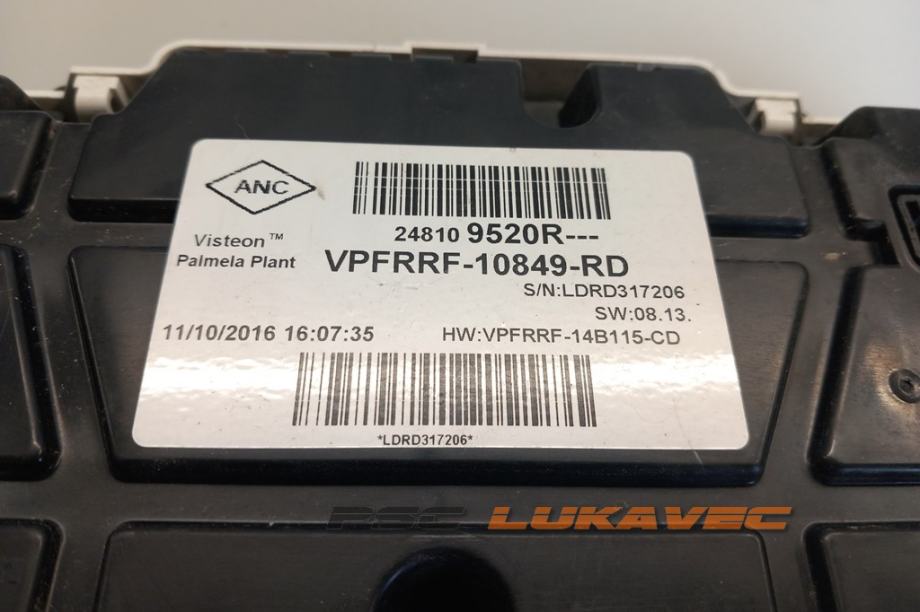 ANC
24810 9520R---
Visteon™
Palmela Plant
VPFRRF-10849-RD
S/N:LDRD317206
SW:08.13.
11/10/2016 16:07:35
HW:VPFRRF-14B115-CD
*LDRD317206*
PSC LUKAVEC